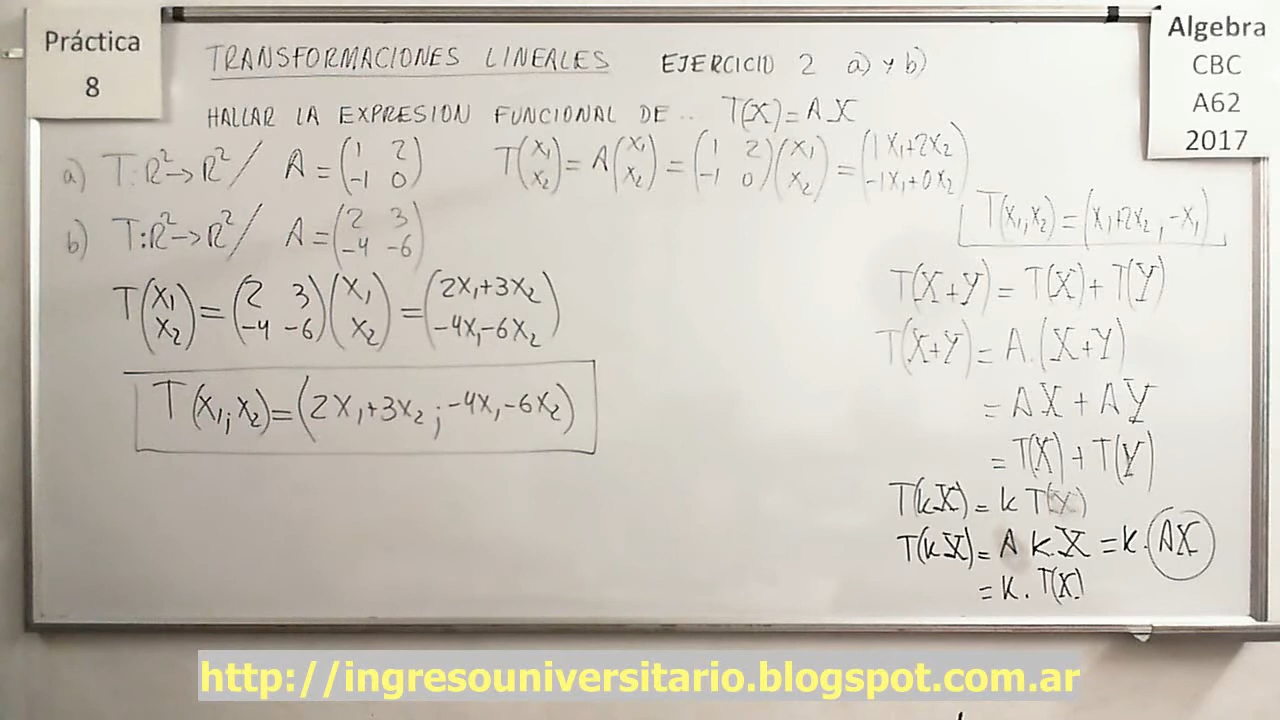 Práctica
8
Algebra
CBC
A62
2017
TRANSFORMACIONES LINEALES EJERCICIO 2 a) y b)
HALLAR LA EXPRESION FUNCIONAL DE .. T(X) = A X
a) T: R² → R² / A = (1 2; -1 0) T(x₁; x₂) = A(x₁; x₂) = (1 2; -1 0)(x₁; x₂) = (1x₁+2x₂; -1x₁+0x₂)
T(x₁, x₂) = (x₁+2x₂, -x₁)
b) T: R² → R² / A = (2 3; -4 -6)
T(x₁; x₂) = (2 3; -4 -6)(x₁; x₂) = (2x₁+3x₂; -4x₁-6x₂)
T(x₁; x₂) = (2x₁+3x₂; -4x₁-6x₂)
T(X+Y) = T(X) + T(Y)
T(X+Y) = A.(X+Y)
= AX + AY
= T(X) + T(Y)
T(kX) = k T(X)
T(kX) = A k.X = k.AX
= k. T(X)
http://ingresouniversitario.blogspot.com.ar